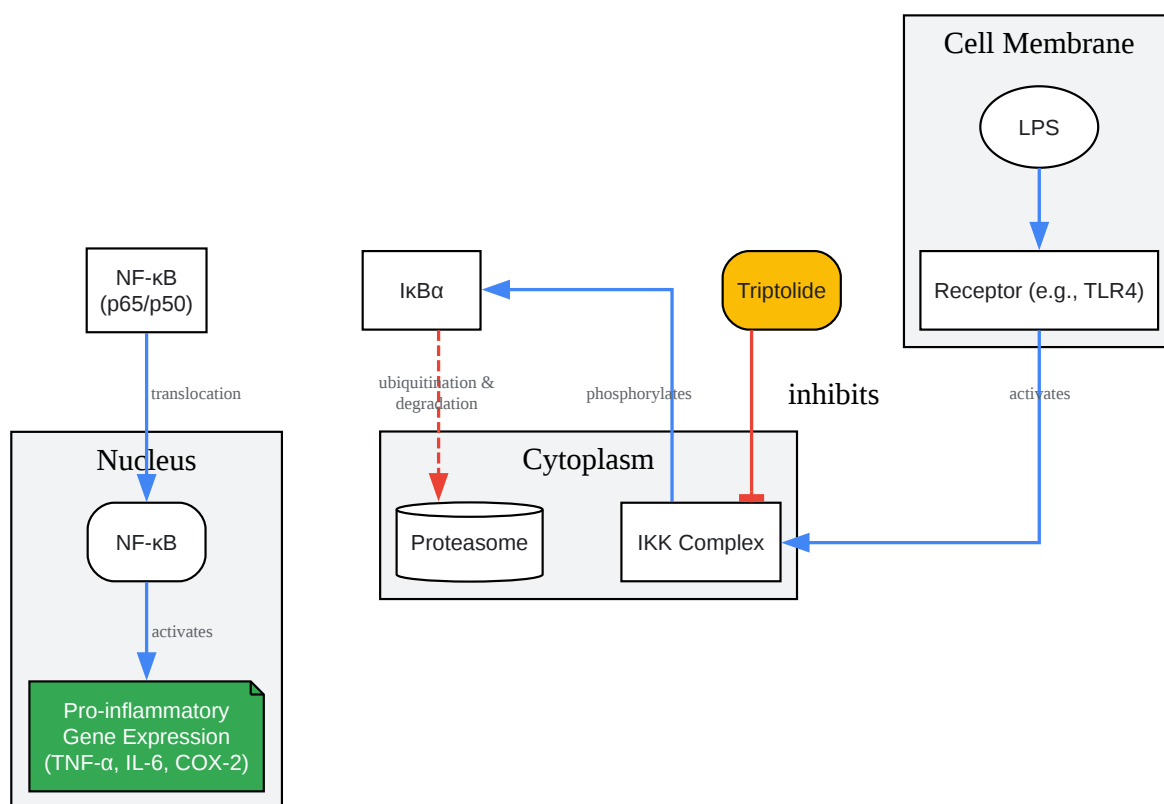 Cell Membrane
LPS
Receptor (e.g., TLR4)
NF-κB
(p65/p50)
IκBα
Triptolide
translocation
ubiquitination &
degradation
phosphorylates
inhibits
activates
Nucleus
Cytoplasm
NF-κB
Proteasome
IKK Complex
activates
Pro-inflammatory
Gene Expression
(TNF-α, IL-6, COX-2)